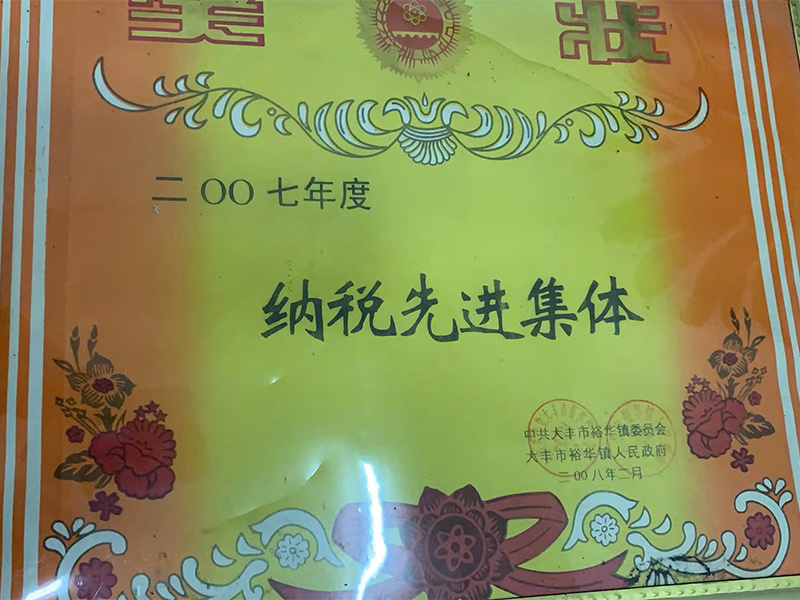 奖状
二〇〇七年度
纳税先进集体
中共大丰市裕华镇委员会
大丰市裕华镇人民政府
二〇〇八年二月